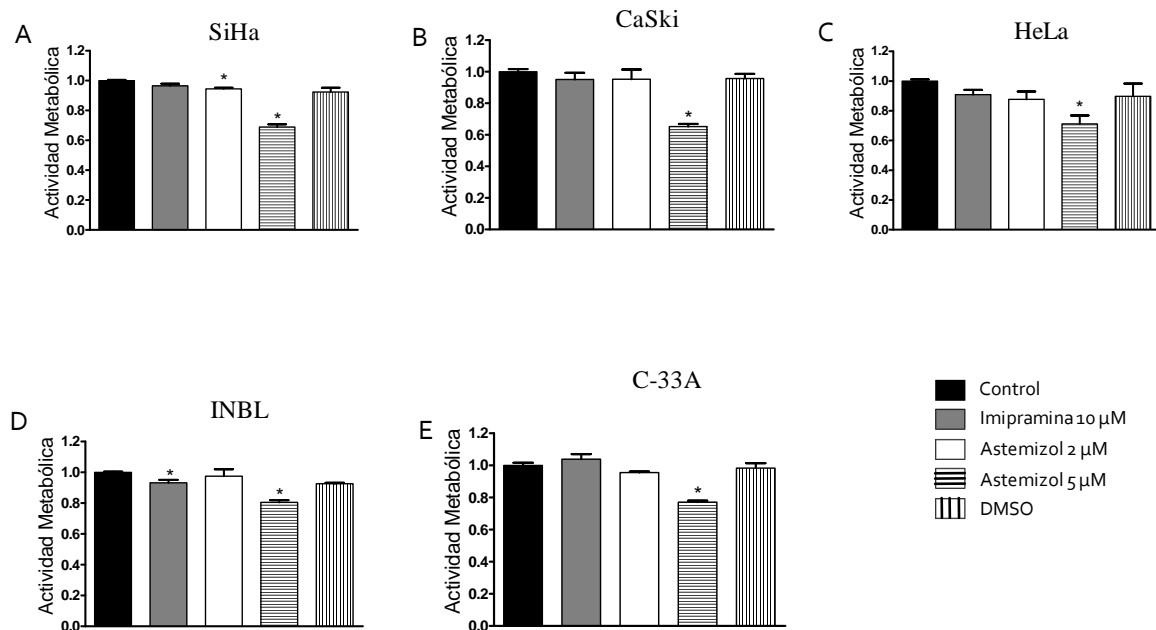 A
SiHa
Actividad Metabólica
1.2
1.0
0.8
0.6
0.4
0.2
0.0
*
*
B
CaSki
Actividad Metabólica
1.2
1.0
0.8
0.6
0.4
0.2
0.0
*
C
HeLa
Actividad Metabólica
1.2
1.0
0.8
0.6
0.4
0.2
0.0
*
D
INBL
Actividad Metabólica
1.2
1.0
0.8
0.6
0.4
0.2
0.0
*
*
E
C-33A
Actividad Metabólica
1.2
1.0
0.8
0.6
0.4
0.2
0.0
*
Control
Imipramina 10 µM
Astemizol 2 µM
Astemizol 5 µM
DMSO